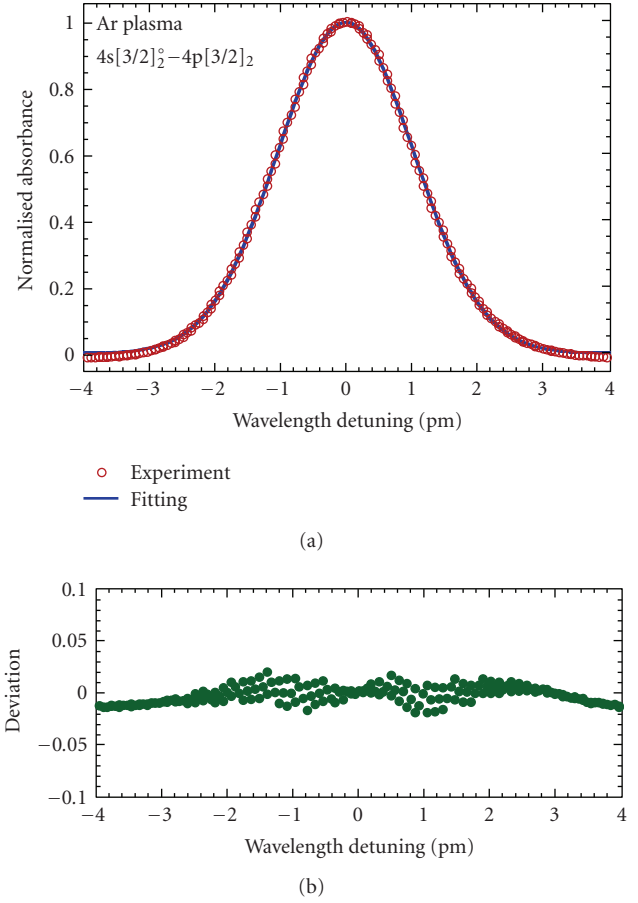 Ar plasma
4s[3/2]°₂−4p[3/2]₂
Normalised absorbance
1
0.8
0.6
0.4
0.2
0
−4 −3 −2 −1 0 1 2 3 4
Wavelength detuning (pm)
Experiment
Fitting
(a)
0.1
0.05
0
−0.05
−0.1
Deviation
−4 −3 −2 −1 0 1 2 3 4
Wavelength detuning (pm)
(b)